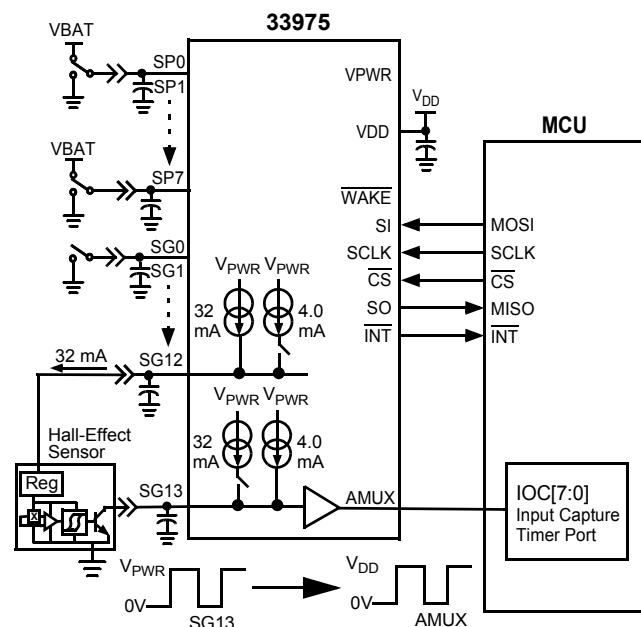 33975
VBAT
SP0
SP1
VPWR
VDD
VDD
MCU
VBAT
SP7
WAKE
SI
MOSI
SG0
SG1
SCLK
SCLK
CS
CS
VPWR
VPWR
SO
MISO
32
mA
4.0
mA
INT
INT
32 mA
SG12
VPWR
VPWR
Hall-Effect
Sensor
32
mA
4.0
mA
Reg
X
SG13
AMUX
IOC[7:0]
Input Capture
Timer Port
VPWR
0V
SG13
VDD
0V
AMUX